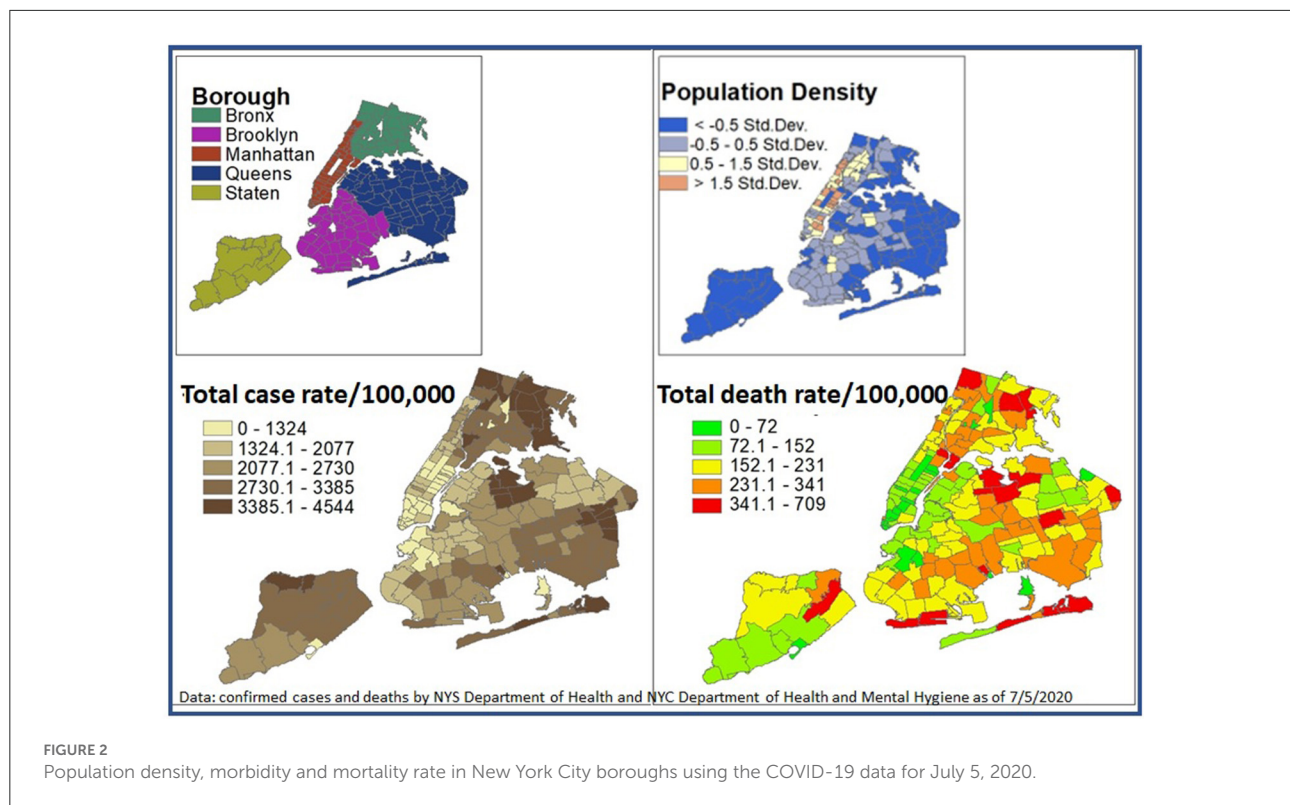 Borough
Bronx
Brooklyn
Manhattan
Queens
Staten
Population Density
< -0.5 Std.Dev.
-0.5 - 0.5 Std.Dev.
0.5 - 1.5 Std.Dev.
> 1.5 Std.Dev.
Total case rate/100,000
0 - 1324
1324.1 - 2077
2077.1 - 2730
2730.1 - 3385
3385.1 - 4544
Total death rate/100,000
0 - 72
72.1 - 152
152.1 - 231
231.1 - 341
341.1 - 709
Data: confirmed cases and deaths by NYS Department of Health and NYC Department of Health and Mental Hygiene as of 7/5/2020
FIGURE 2
Population density, morbidity and mortality rate in New York City boroughs using the COVID-19 data for July 5, 2020.